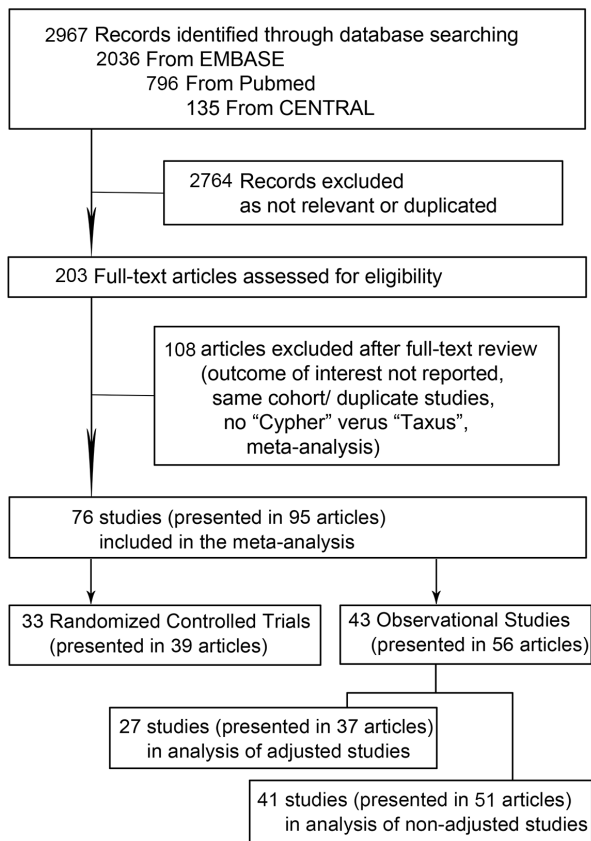 2967 Records identified through database searching
2036 From EMBASE
796 From Pubmed
135 From CENTRAL
2764 Records excluded
as not relevant or duplicated
203 Full-text articles assessed for eligibility
108 articles excluded after full-text review
(outcome of interest not reported,
same cohort/ duplicate studies,
no “Cypher” verus “Taxus”,
meta-analysis)
76 studies (presented in 95 articles)
included in the meta-analysis
33 Randomized Controlled Trials
(presented in 39 articles)
43 Observational Studies
(presented in 56 articles)
27 studies (presented in 37 articles)
in analysis of adjusted studies
41 studies (presented in 51 articles)
in analysis of non-adjusted studies